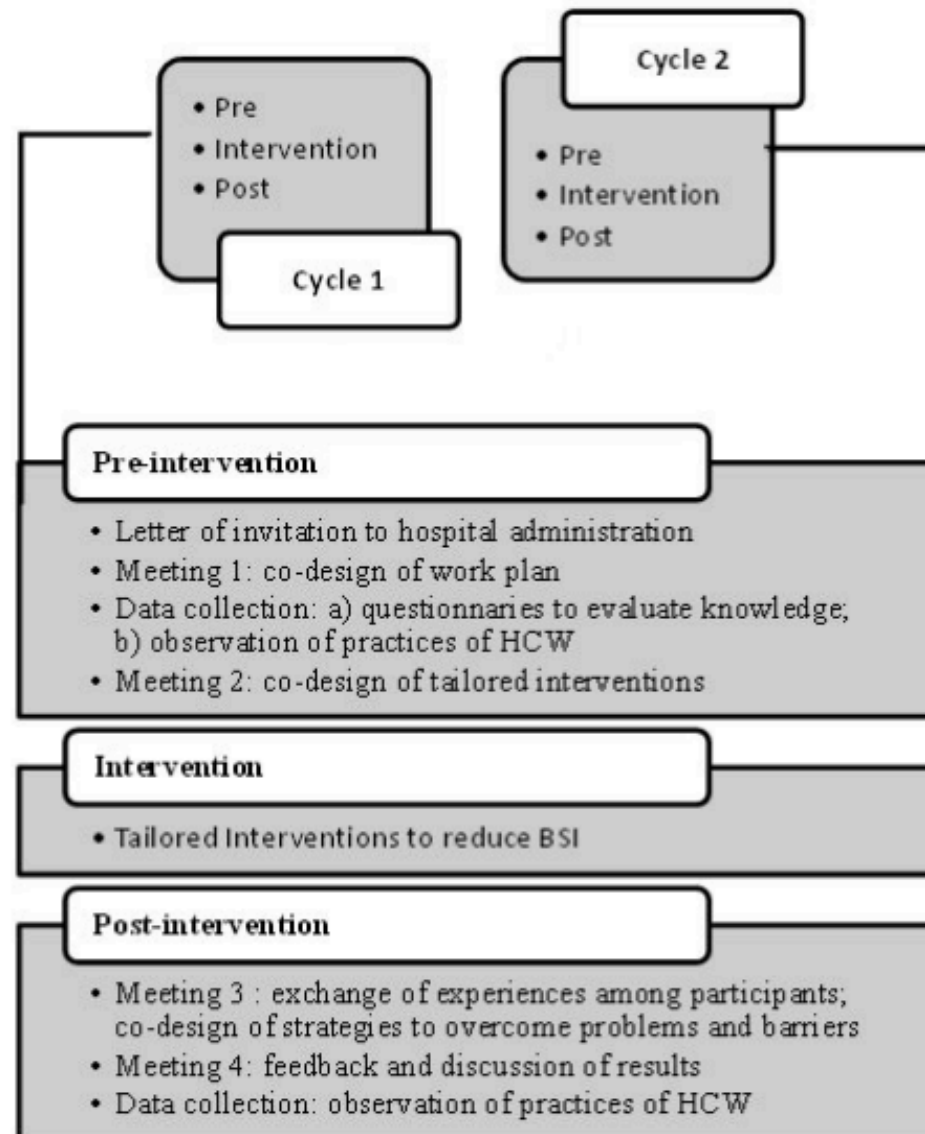 • Pre
• Intervention
• Post
Cycle 1
Cycle 2
• Pre
• Intervention
• Post
Pre-intervention
• Letter of invitation to hospital administration
• Meeting 1: co-design of work plan
• Data collection: a) questionnaries to evaluate knowledge;
b) observation of practices of HCW
• Meeting 2: co-design of tailored interventions
Intervention
• Tailored Interventions to reduce BSI
Post-intervention
• Meeting 3 : exchange of experiences among participants;
co-design of strategies to overcome problems and barriers
• Meeting 4: feedback and discussion of results
• Data collection: observation of practices of HCW